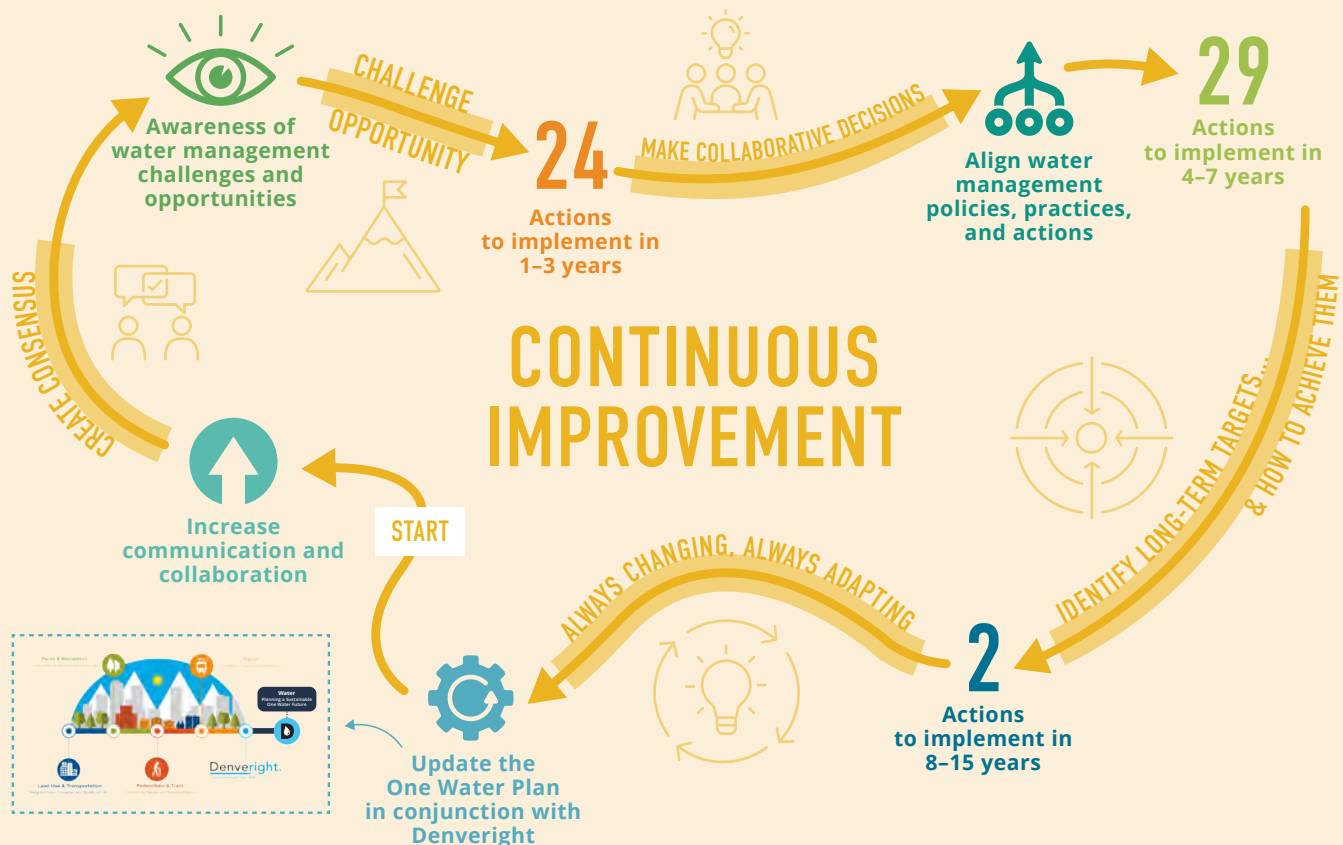 CONTINUOUS
IMPROVEMENT
START
Increase
communication and
collaboration
CREATE CONSENSUS
Awareness of
water management
challenges and
opportunities
CHALLENGE
OPPORTUNITY
24
Actions
to implement in
1–3 years
MAKE COLLABORATIVE DECISIONS
Align water
management
policies, practices,
and actions
29
Actions
to implement in
4–7 years
IDENTIFY LONG-TERM TARGETS...
& HOW TO ACHIEVE THEM
2
Actions
to implement in
8–15 years
ALWAYS CHANGING, ALWAYS ADAPTING
Update the
One Water Plan
in conjunction with
Denveright
Parks & Recreation
Transit
Water
Planning a Sustainable
One Water Future
Land Use & Transportation
Pedestrians & Trails
Denveright.